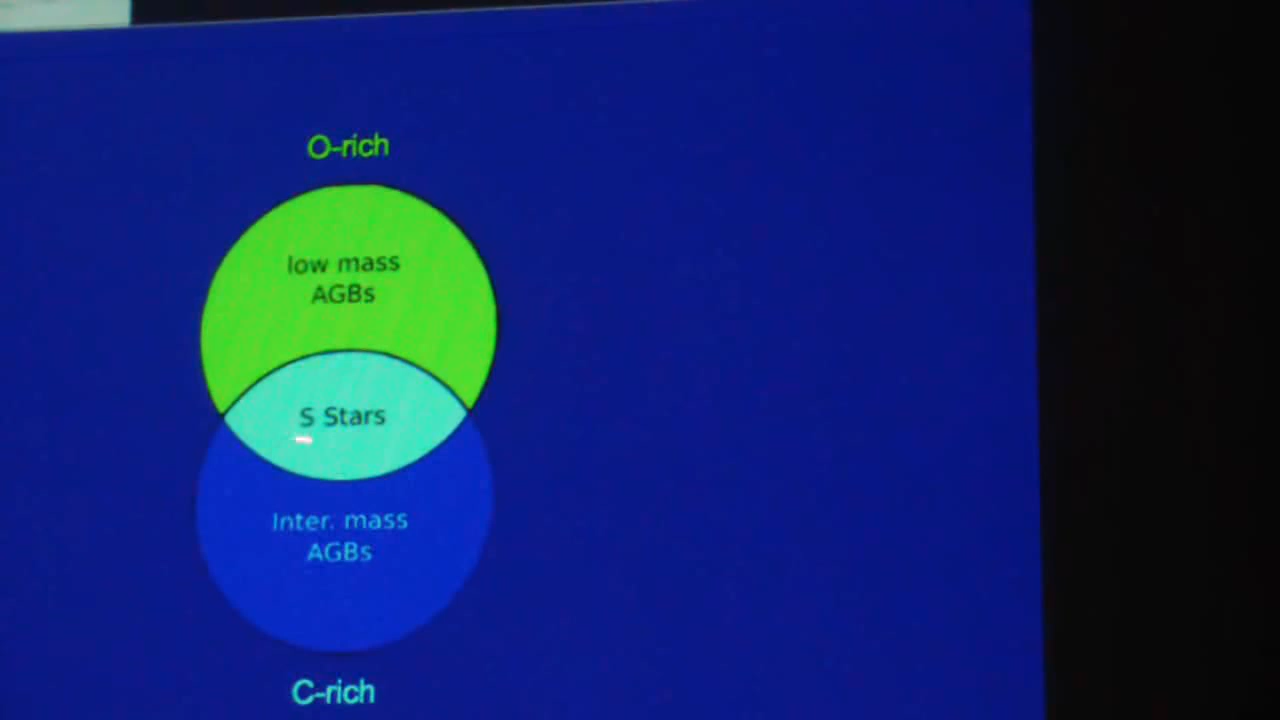 O-rich
low mass
AGBs
S Stars
Inter. mass
AGBs
C-rich